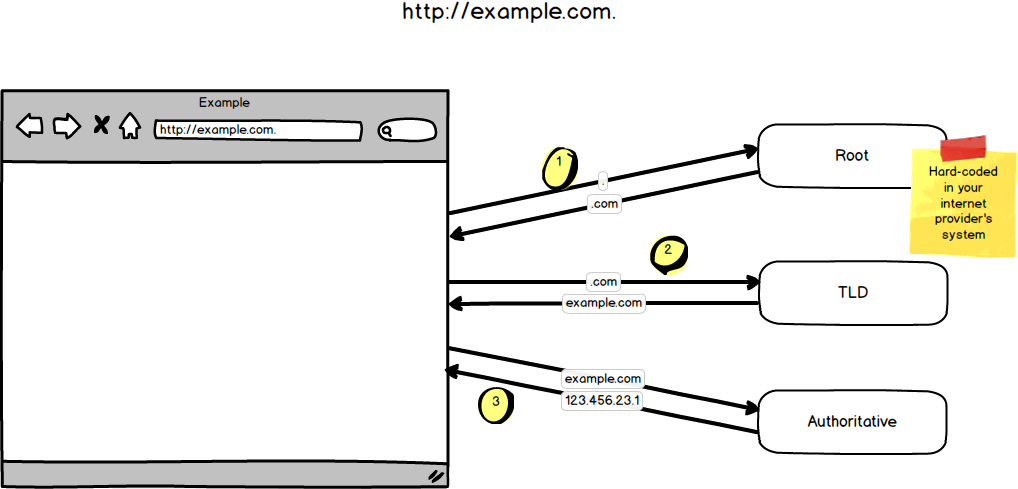 http://example.com.
Example
http://example.com.
1
.
.com
Root
Hard-coded
in your
internet
provider's
system
2
.com
example.com
TLD
example.com
123.456.23.1
3
Authoritative